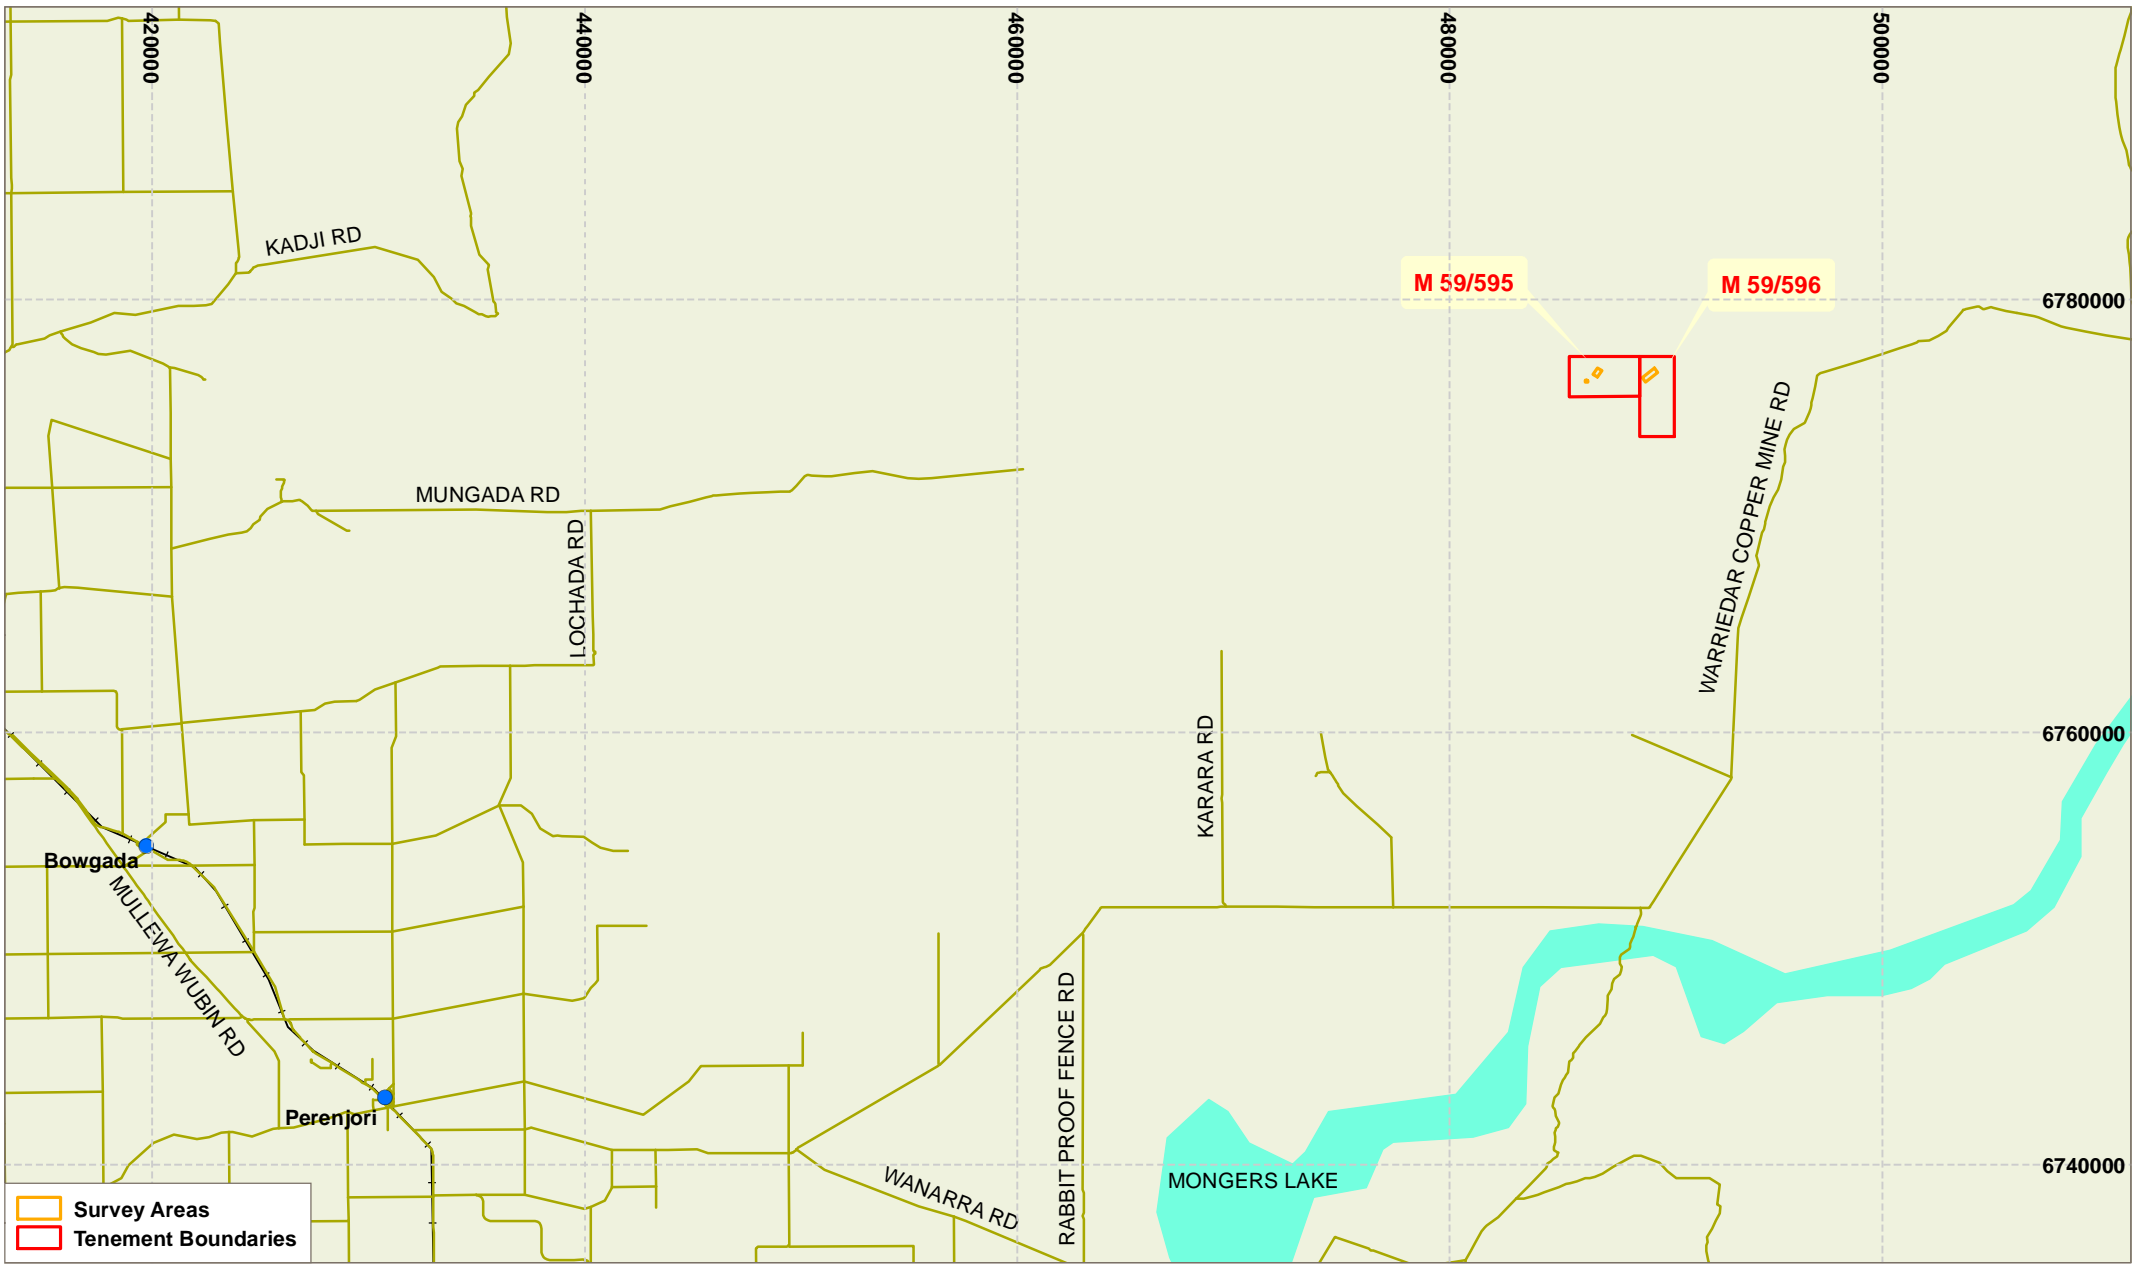 420000
440000
460000
480000
500000
KADJI RD
M 59/595
M 59/596
6780000
MUNGADA RD
LOCHADA RD
WARRIEDAR COPPER MINE RD
KARARA RD
6760000
Bowgada
MULLEWA WUBIN RD
Perenjori
RABBIT PROOF FENCE RD
WANARRA RD
MONGERS LAKE
6740000
Survey Areas
Tenement Boundaries